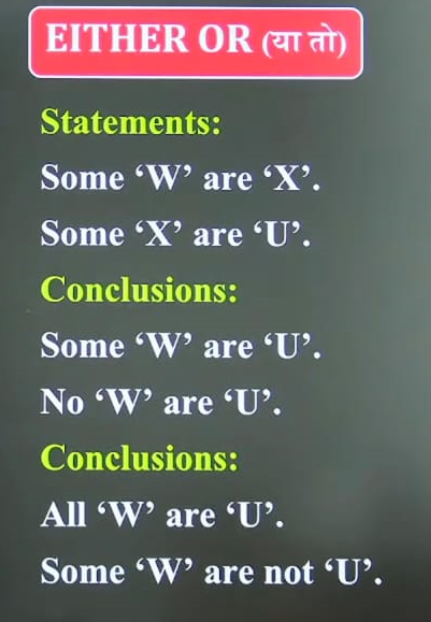 EITHER OR (या तो)
Statements:
Some ‘W’ are ‘X’.
Some ‘X’ are ‘U’.
Conclusions:
Some ‘W’ are ‘U’.
No ‘W’ are ‘U’.
Conclusions:
All ‘W’ are ‘U’.
Some ‘W’ are not ‘U’.